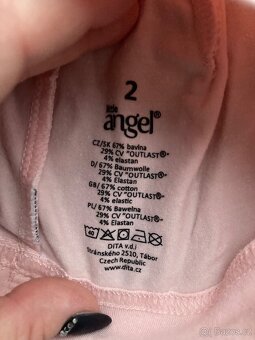 2
little
angel®
CZ/SK 67% bavlna
29% CV "OUTLAST®"
4% elastan
D/ 67% Baumwolle
29% CV "OUTLAST®"
4% Elastan
GB/ 67% cotton
29% CV "OUTLAST®"
4% elastic
PL/ 67% Bawełna
29% CV "OUTLAST®"
4% Elastan
40
DITA v.d.i
Stránského 2510, Tábor
Czech Republic
www.dita.cz